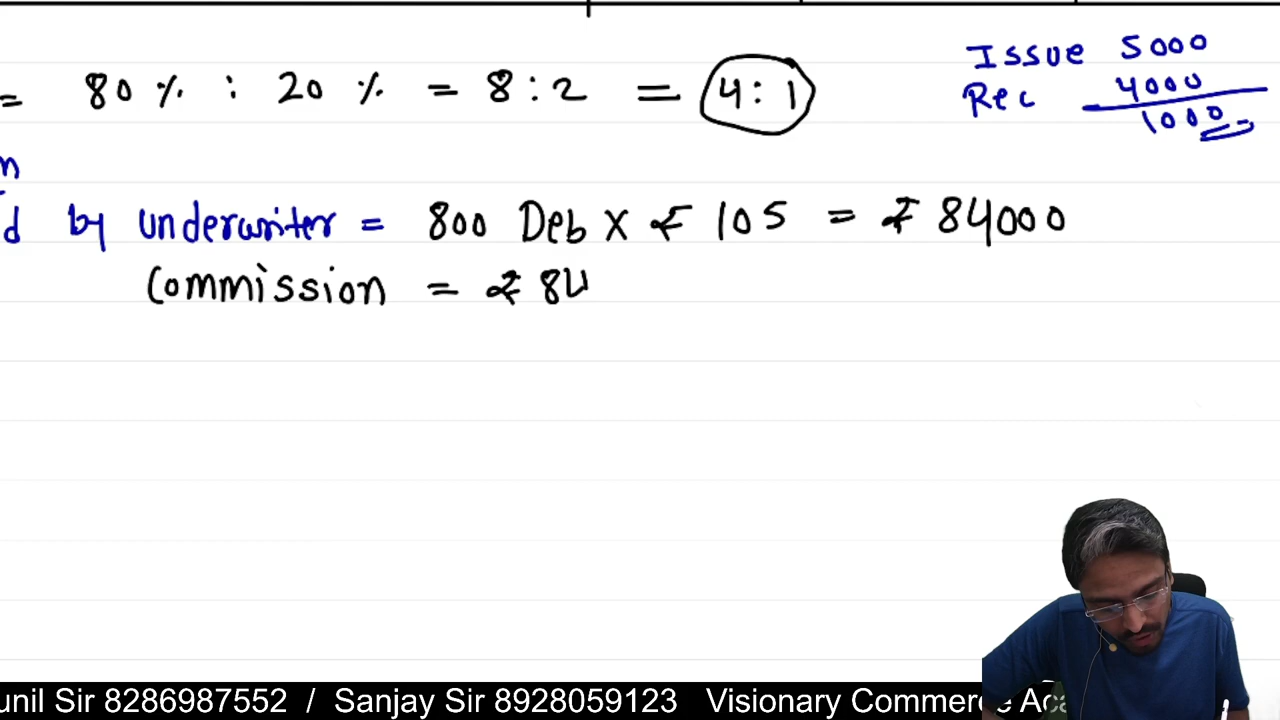 Issue 5000
= 80 % : 20 % = 8 : 2 = 4 : 1
Rec 4000
1000
n
d by underwriter = 800 Deb X ₹ 105 = ₹ 84000
Commission = ₹ 84
unil Sir 8286987552 / Sanjay Sir 8928059123 Visionary Commerce Aca